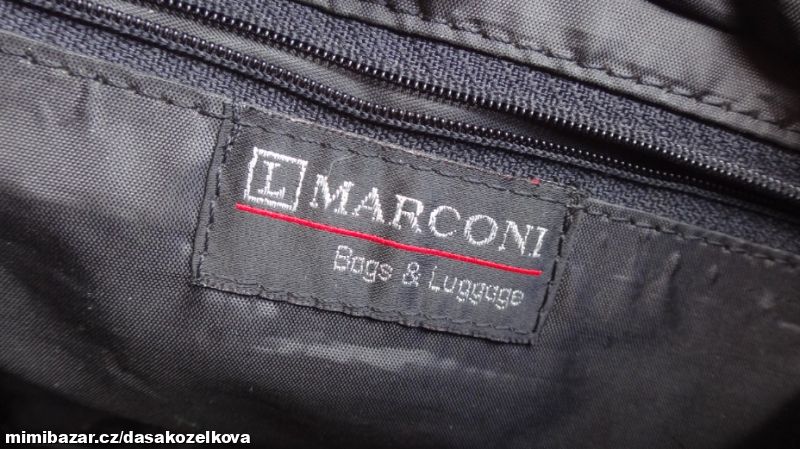 L MARCONI
Bags & Luggage
mimibazar.cz/dasakozelkova